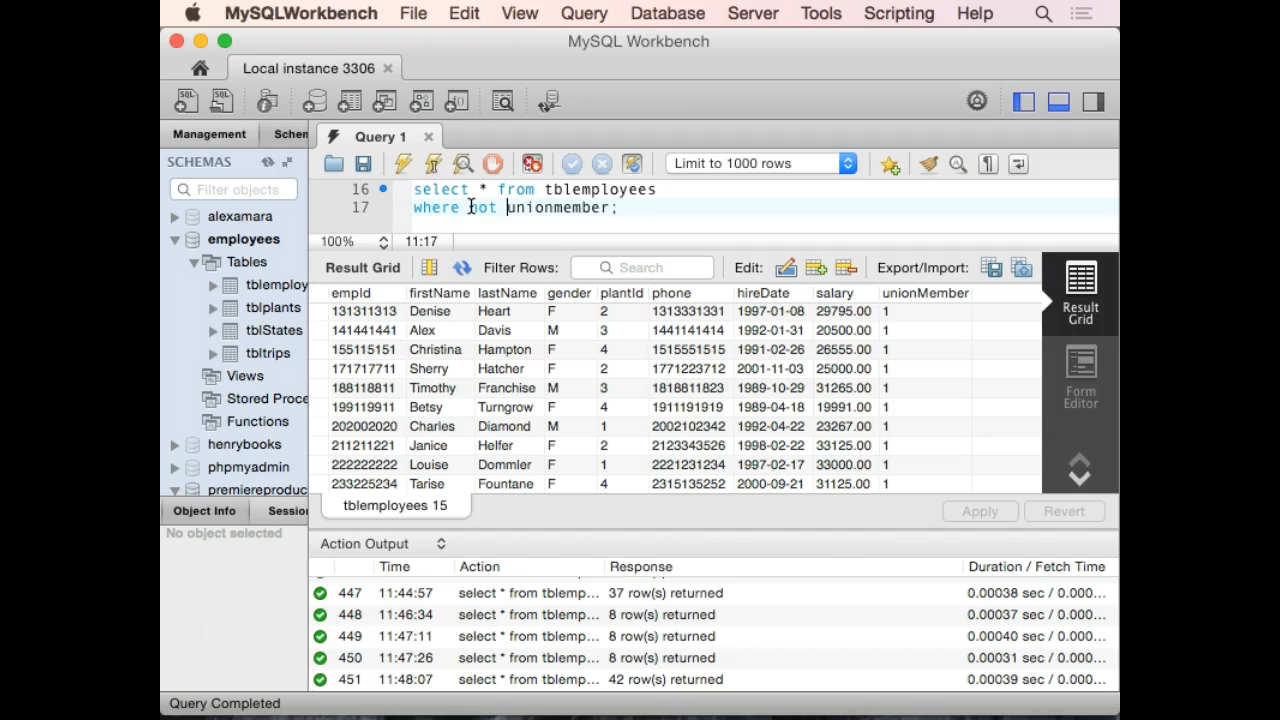 MySQLWorkbench File Edit View Query Database Server Tools Scripting Help
MySQL Workbench
Local instance 3306
Management Schem
Query 1
SCHEMAS
Limit to 1000 rows
Filter objects
16 select * from tblemployees
17 where not unionmember;
alexamara
employees
Tables
tblemploy
tblplants
tblStates
tbltrips
Views
Stored Proce
Functions
henrybooks
phpmyadmin
premiereproduc
100% 11:17
Result Grid Filter Rows: Search Edit: Export/Import:
empId firstName lastName gender plantId phone hireDate salary unionMember
131311313 Denise Heart F 2 1313331331 1997-01-08 29795.00 1
141441441 Alex Davis M 3 1441141414 1992-01-31 20500.00 1
155115151 Christina Hampton F 4 1515551515 1991-02-26 26555.00 1
171717711 Sherry Hatcher F 2 1771223712 2001-11-03 25000.00 1
188118811 Timothy Franchise M 3 1818811823 1989-10-29 31265.00 1
199119911 Betsy Turngrow F 4 1911191919 1989-04-18 19991.00 1
202002020 Charles Diamond M 1 2002102342 1992-04-22 23267.00 1
211211221 Janice Helfer F 2 2123343526 1998-02-22 33125.00 1
222222222 Louise Dommler F 1 2221231234 1997-02-17 33000.00 1
233225234 Tarise Fountane F 4 2315135252 2000-09-21 31125.00 1
Result Grid
Form Editor
tblemployees 15
Apply Revert
Object Info Session
No object selected
Action Output
Time Action Response Duration / Fetch Time
447 11:44:57 select * from tblemp... 37 row(s) returned 0.00038 sec / 0.000...
448 11:46:34 select * from tblemp... 8 row(s) returned 0.00037 sec / 0.000...
449 11:47:11 select * from tblemp... 8 row(s) returned 0.00040 sec / 0.000...
450 11:47:26 select * from tblemp... 8 row(s) returned 0.00031 sec / 0.000...
451 11:48:07 select * from tblemp... 42 row(s) returned 0.00039 sec / 0.000...
Query Completed